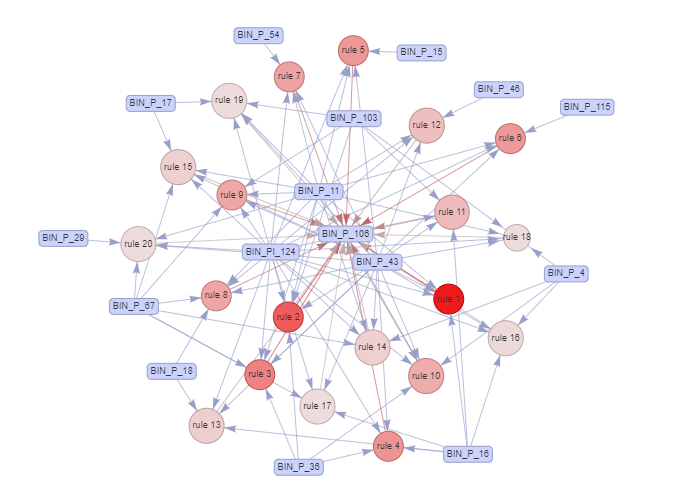 BIN_P_54
rule 5
BIN_P_15
rule 7
BIN_P_46
BIN_P_17
rule 19
BIN_P_115
BIN_P_103
rule 12
rule 6
rule 15
BIN_P_11
rule 9
rule 11
BIN_P_29
rule 20
BIN_P_106
rule 18
BIN_PI_124
BIN_P_43
BIN_P_4
rule 8
rule 1
BIN_P_67
rule 2
rule 16
rule 14
BIN_P_18
rule 3
rule 10
rule 17
rule 13
rule 4
BIN_P_16
BIN_P_36